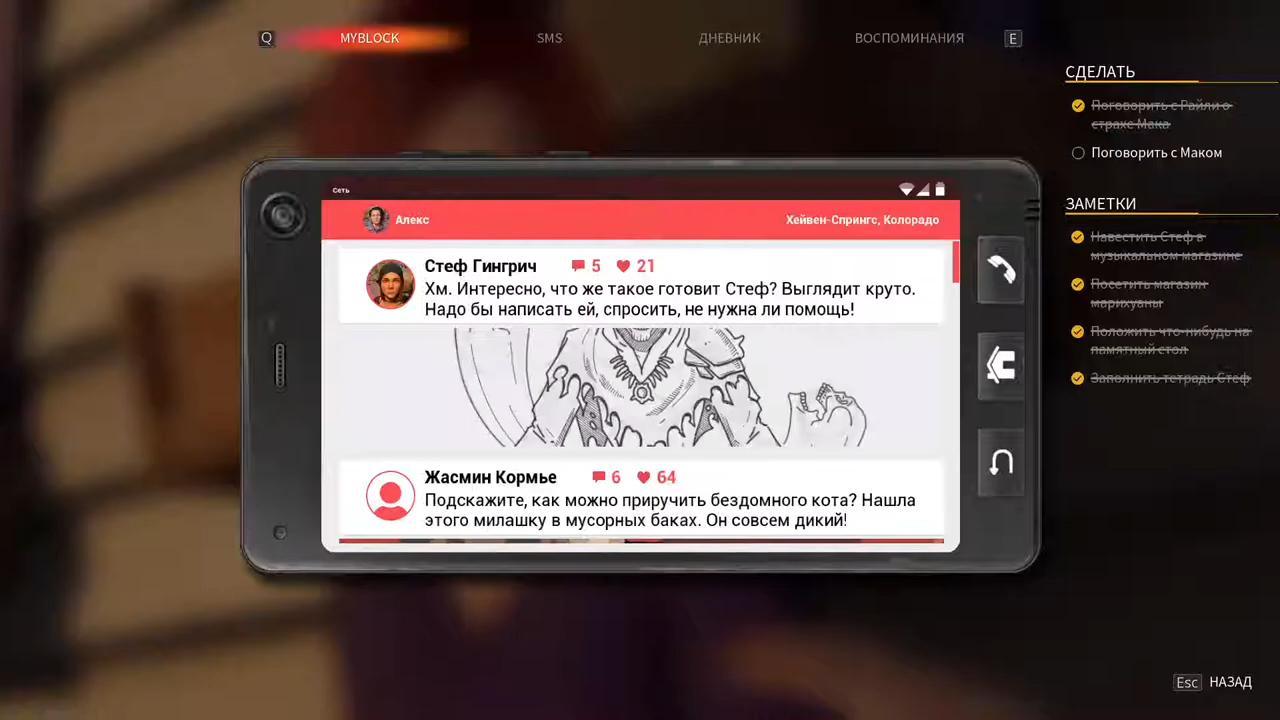 Q
MYBLOCK
SMS
ДНЕВНИК
ВОСПОМИНАНИЯ
E
СДЕЛАТЬ
Поговорить с Райли о
страхе Мака
Поговорить с Маком
ЗАМЕТКИ
Навестить Стеф в
музыкальном магазине
Посетить магазин
марихуаны
Положить что-нибудь на
памятный стол
Заполнить тетрадь Стеф
Сеть
Алекс
Хейвен-Спрингс, Колорадо
Стеф Гингрич 5 21
Хм. Интересно, что же такое готовит Стеф? Выглядит круто.
Надо бы написать ей, спросить, не нужна ли помощь!
Жасмин Кормье 6 64
Подскажите, как можно приручить бездомного кота? Нашла
этого милашку в мусорных баках. Он совсем дикий!
Esc НАЗАД